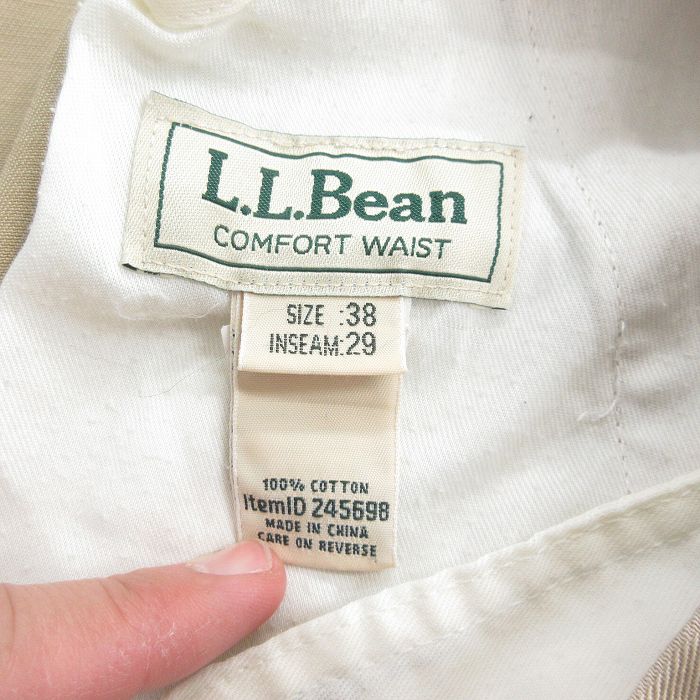 L.L.Bean
COMFORT WAIST
SIZE :38
INSEAM:29
100% COTTON
ItemID 245698
MADE IN CHINA
CARE ON REVERSE